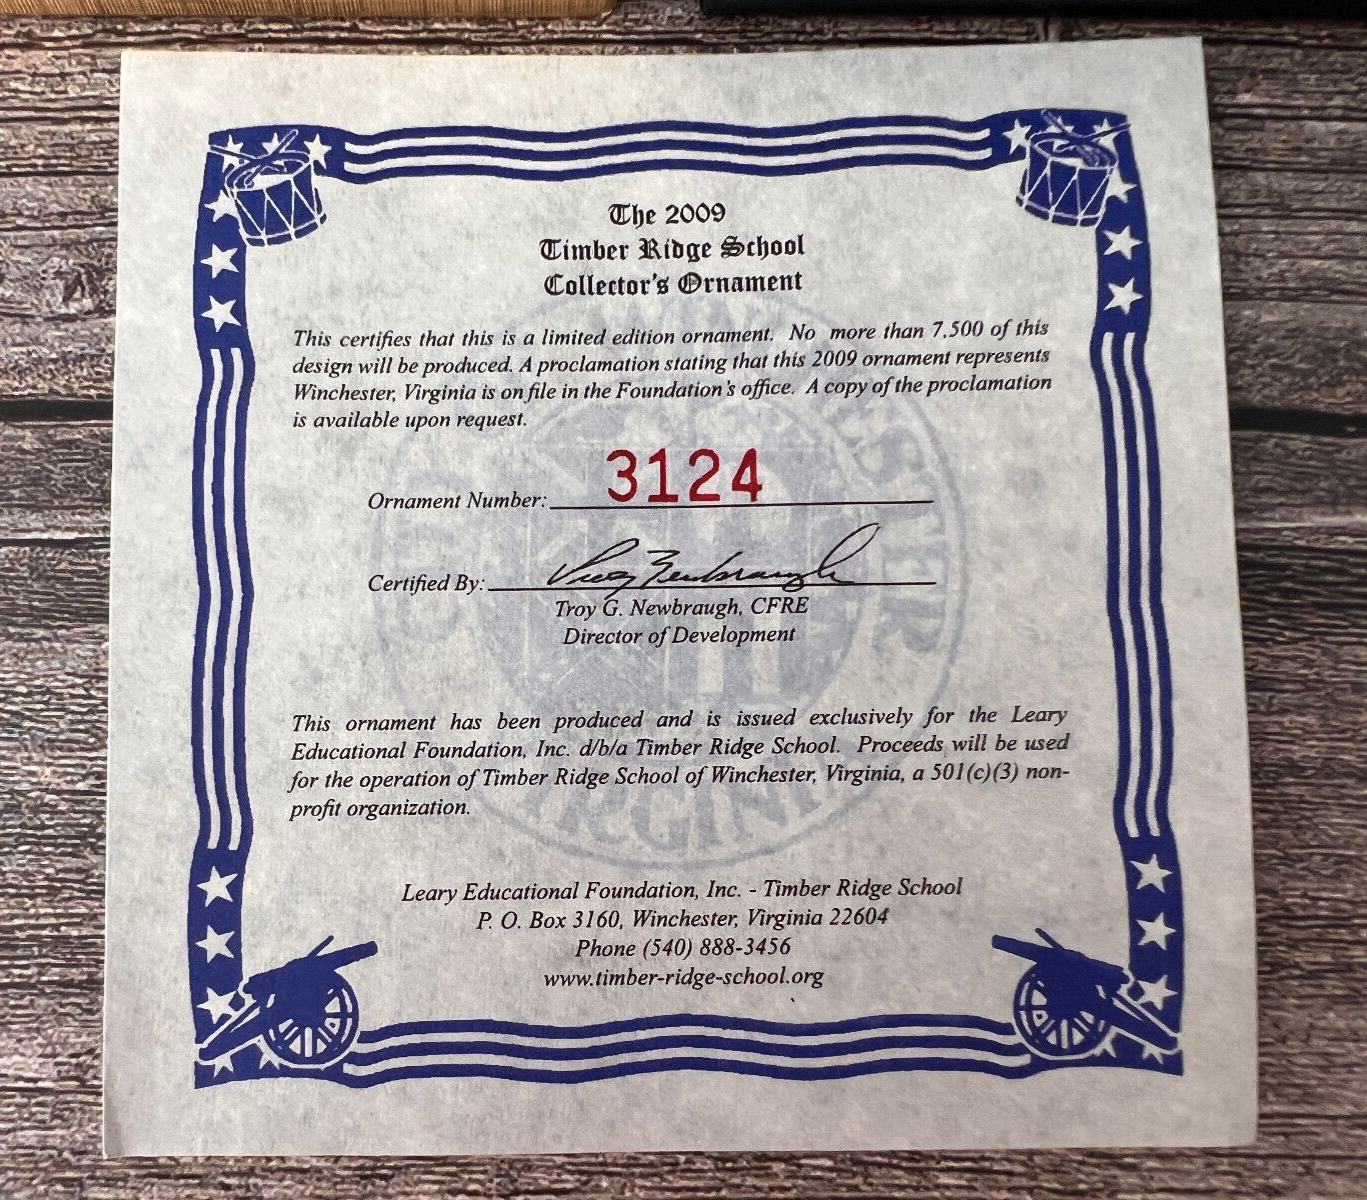 The 2009
Timber Ridge School
Collector's Ornament
This certifies that this is a limited edition ornament. No more than 7,500 of this
design will be produced. A proclamation stating that this 2009 ornament represents
Winchester, Virginia is on file in the Foundation's office. A copy of the proclamation
is available upon request.
Ornament Number: 3124
Certified By: Troy Newbraugh
Troy G. Newbraugh, CFRE
Director of Development
This ornament has been produced and is issued exclusively for the Leary
Educational Foundation, Inc. d/b/a Timber Ridge School. Proceeds will be used
for the operation of Timber Ridge School of Winchester, Virginia, a 501(c)(3) non-
profit organization.
Leary Educational Foundation, Inc. - Timber Ridge School
P. O. Box 3160, Winchester, Virginia 22604
Phone (540) 888-3456
www.timber-ridge-school.org